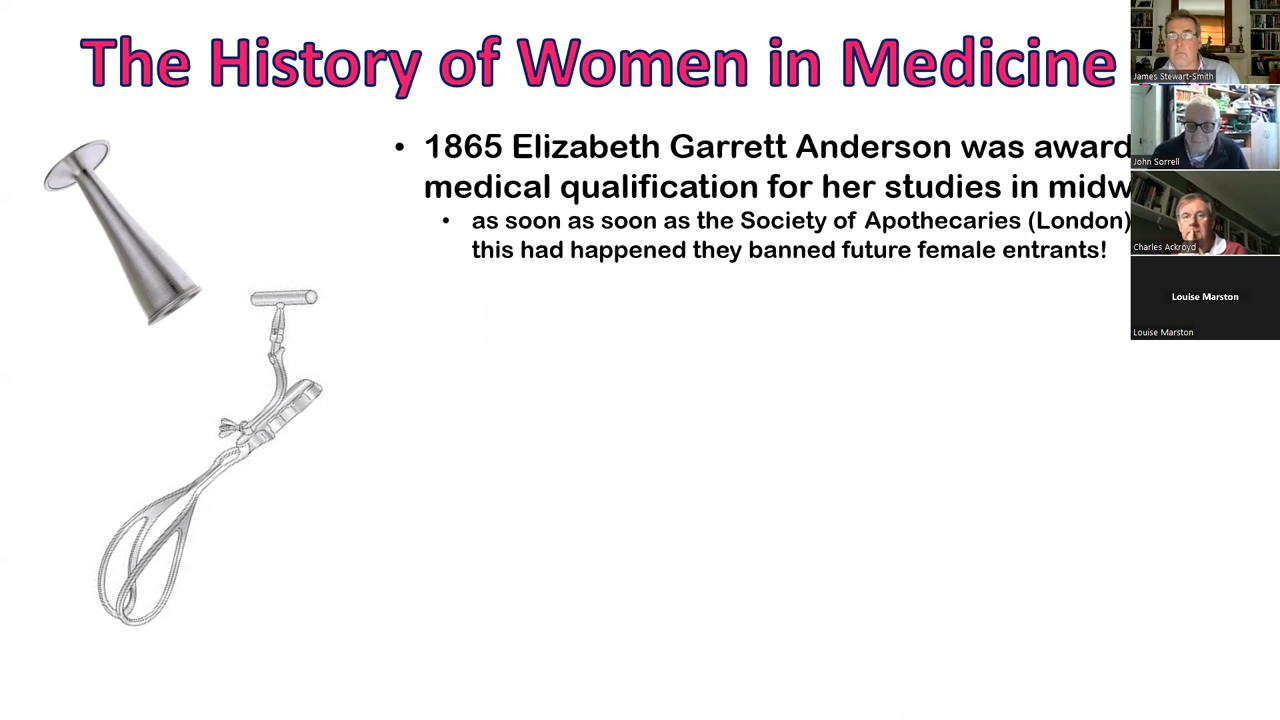 The History of Women in Medicine
1865 Elizabeth Garrett Anderson was award
medical qualification for her studies in midw
as soon as soon as the Society of Apothecaries (London)
this had happened they banned future female entrants!
James Stewart-Smith
John Sorrell
Charles Ackroyd
Louise Marston
Louise Marston